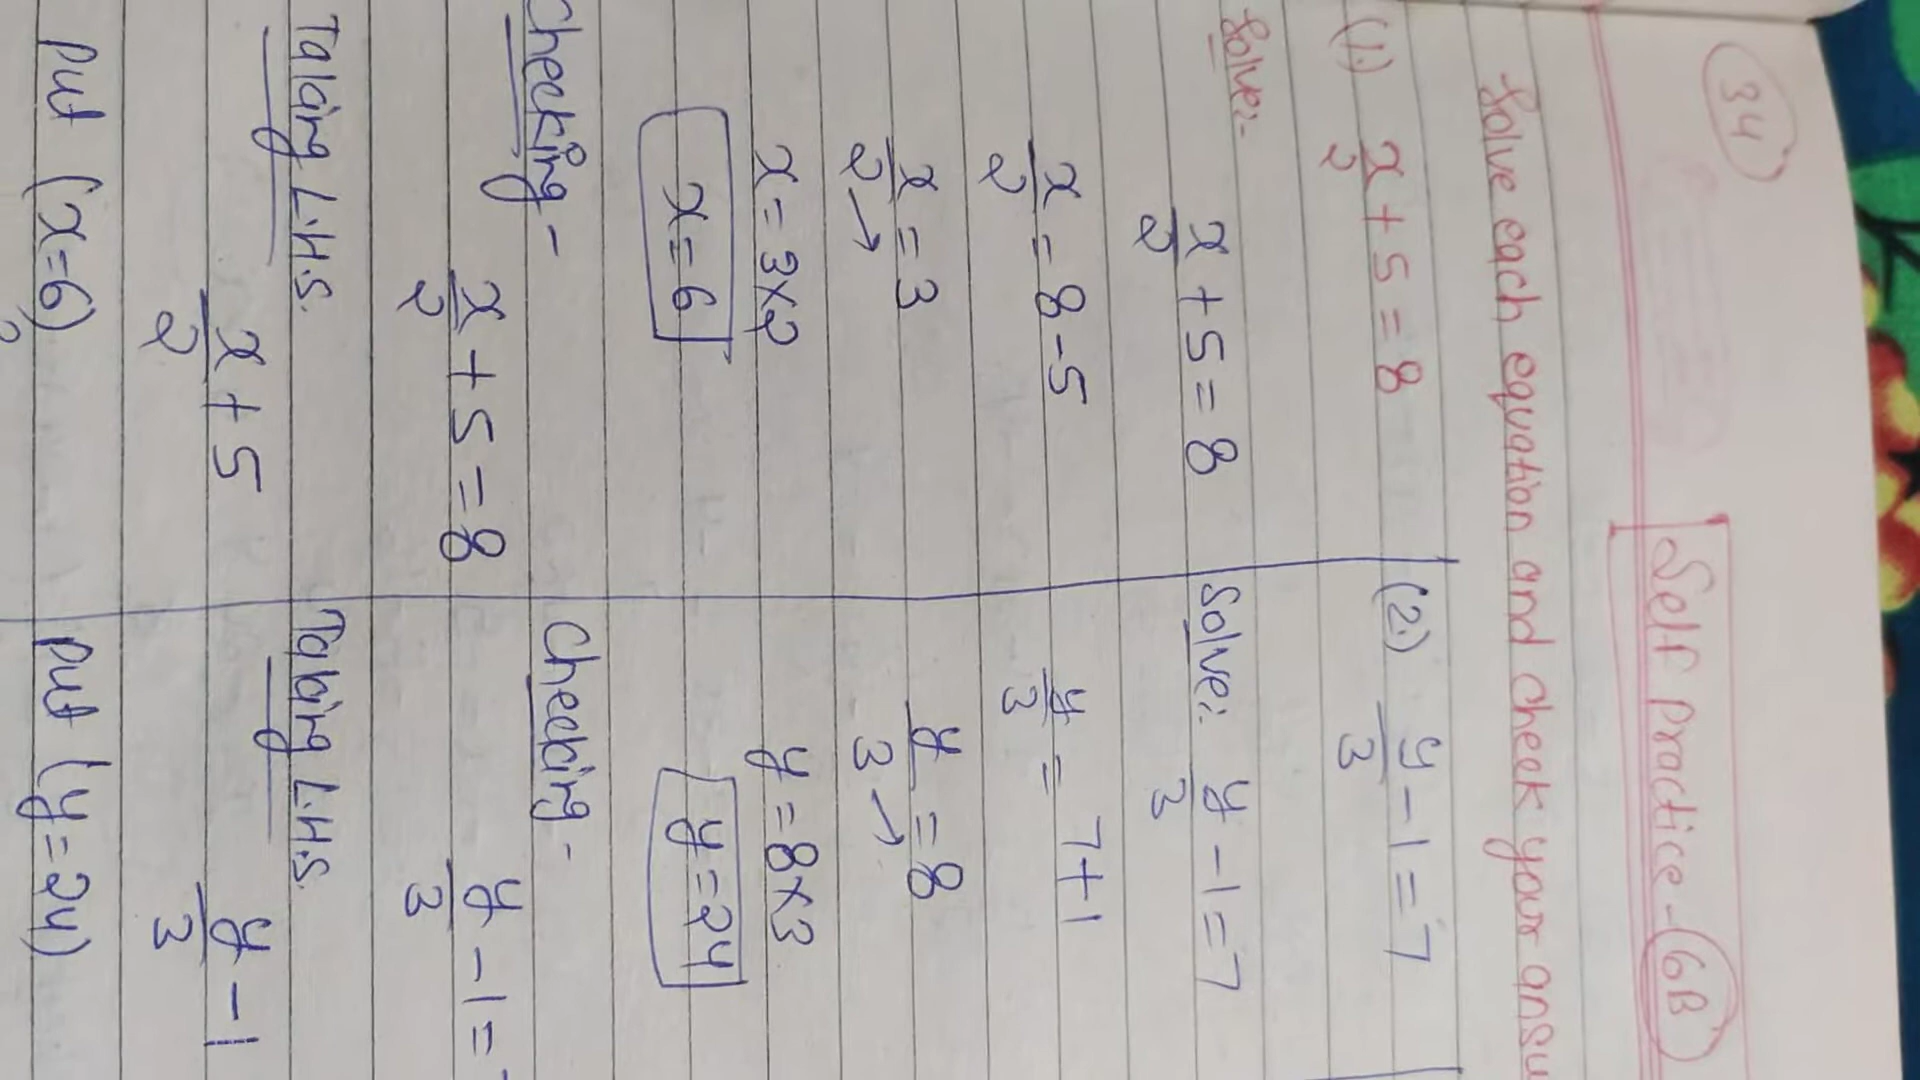 34
Self Practice-6B
Solve each equation and check your answ
(1.) x/2 + 5 = 8
Solve:-
x/2 + 5 = 8
x/2 = 8 - 5
x/2 = 3
x = 3×2
x = 6
Checking -
x/2 + 5 = 8
Taking L.H.S.
x/2 + 5
put (x=6)
(2.) y/3 - 1 = 7
Solve:
y/3 - 1 = 7
y/3 = 7+1
y/3 = 8
y = 8×3
y = 24
Checking -
y/3 - 1 =
Taking L.H.S.
y/3 - 1
put (y=24)